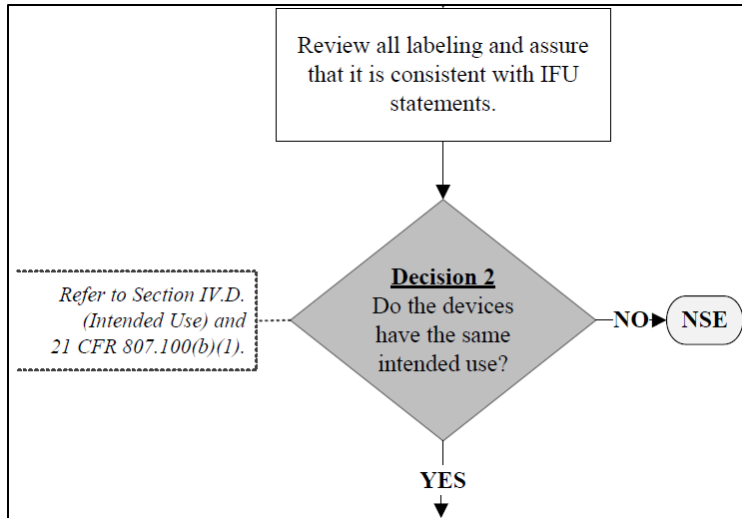 Review all labeling and assure
that it is consistent with IFU
statements.
Decision 2
Do the devices
have the same
intended use?
Refer to Section IV.D.
(Intended Use) and
21 CFR 807.100(b)(1).
NO
NSE
YES